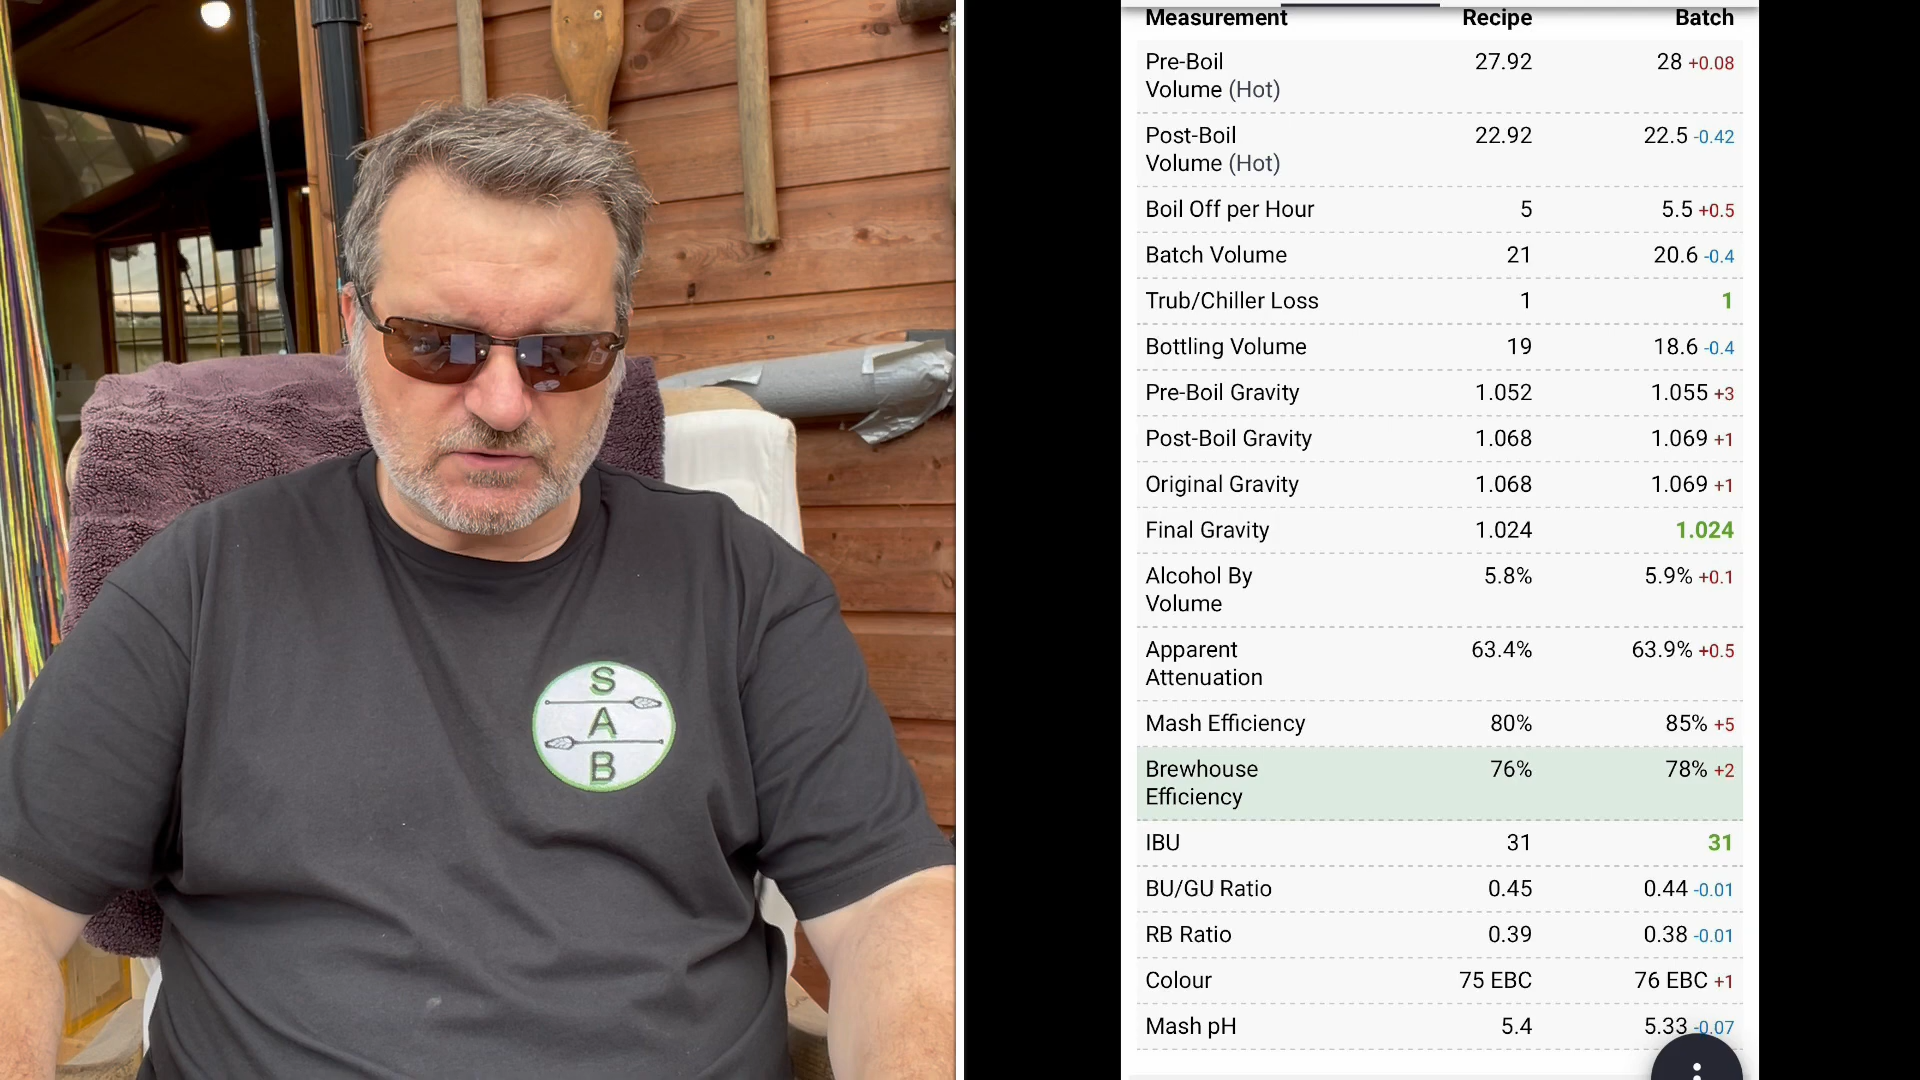 S
A
B
Measurement Recipe Batch
Pre-Boil 27.92 28 +0.08
Volume (Hot)
Post-Boil 22.92 22.5 -0.42
Volume (Hot)
Boil Off per Hour 5 5.5 +0.5
Batch Volume 21 20.6 -0.4
Trub/Chiller Loss 1 1
Bottling Volume 19 18.6 -0.4
Pre-Boil Gravity 1.052 1.055 +3
Post-Boil Gravity 1.068 1.069 +1
Original Gravity 1.068 1.069 +1
Final Gravity 1.024 1.024
Alcohol By 5.8% 5.9% +0.1
Volume
Apparent 63.4% 63.9% +0.5
Attenuation
Mash Efficiency 80% 85% +5
Brewhouse 76% 78% +2
Efficiency
IBU 31 31
BU/GU Ratio 0.45 0.44 -0.01
RB Ratio 0.39 0.38 -0.01
Colour 75 EBC 76 EBC +1
Mash pH 5.4 5.33 -0.07